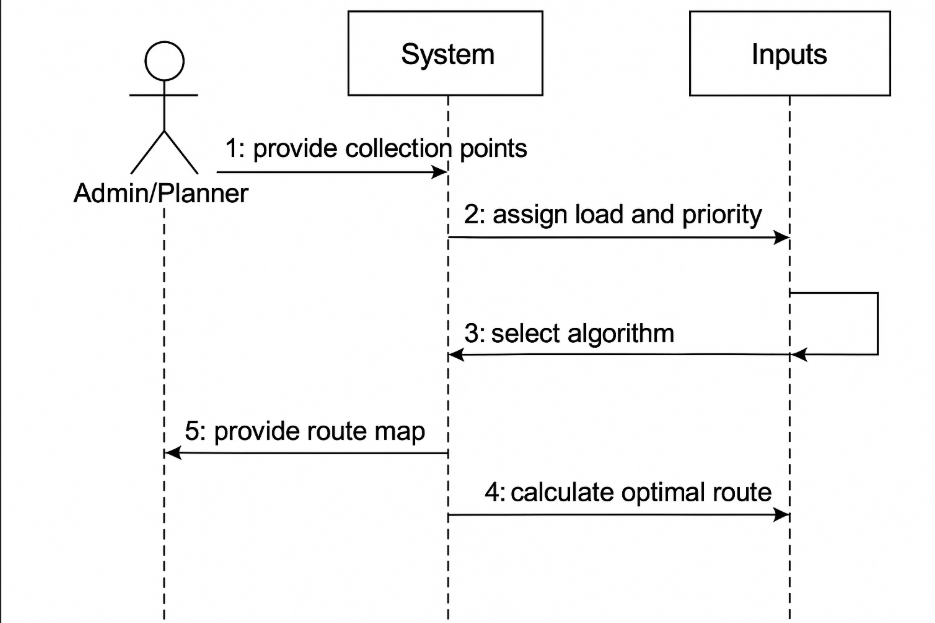 System
Inputs
1: provide collection points
Admin/Planner
2: assign load and priority
3: select algorithm
5: provide route map
4: calculate optimal route